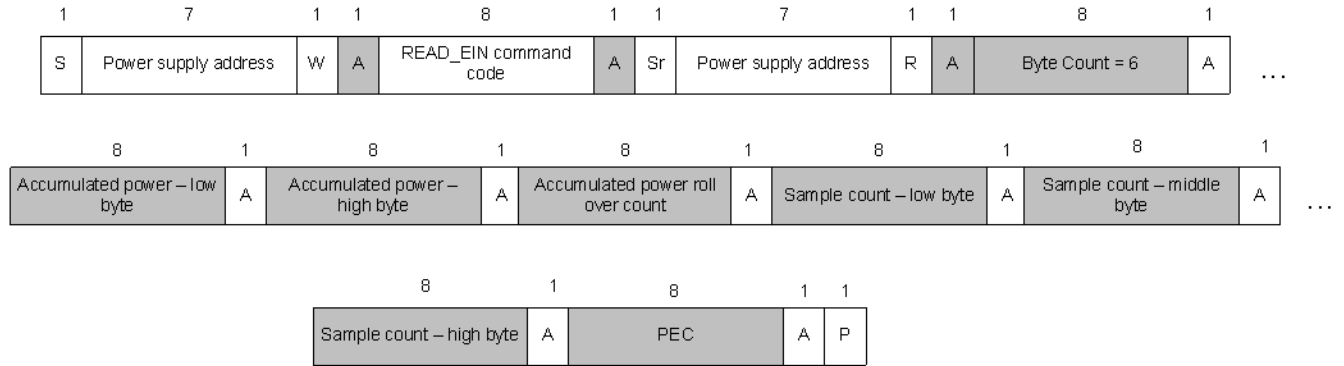 1 7 1 1 8 1 1 7 1 1 8 1
S Power supply address W A READ_EIN command code A Sr Power supply address R A Byte Count = 6 A ...
8 1 8 1 8 1 8 1 8 1
Accumulated power – low byte A Accumulated power – high byte A Accumulated power roll over count A Sample count – low byte A Sample count – middle byte A ...
8 1 8 1 1
Sample count – high byte A PEC A P